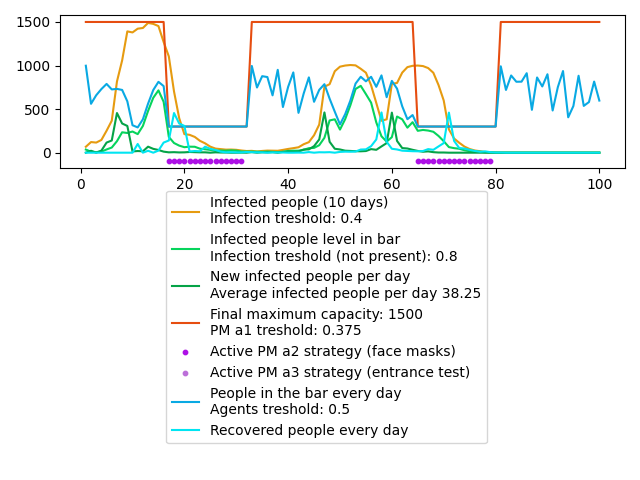 1500
1000
500
0
0 20 40 60 80 100
Infected people (10 days)
Infection treshold: 0.4
Infected people level in bar
Infection treshold (not present): 0.8
New infected people per day
Average infected people per day 38.25
Final maximum capacity: 1500
PM a1 treshold: 0.375
Active PM a2 strategy (face masks)
Active PM a3 strategy (entrance test)
People in the bar every day
Agents treshold: 0.5
Recovered people every day